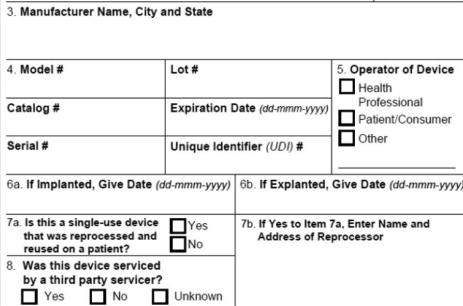 3. Manufacturer Name, City and State
4. Model #
Lot #
5. Operator of Device
Health
Professional
Patient/Consumer
Other
Catalog #
Expiration Date (dd-mmm-yyyy)
Serial #
Unique Identifier (UDI) #
6a. If Implanted, Give Date (dd-mmm-yyyy)
6b. If Explanted, Give Date (dd-mmm-yyyy)
7a. Is this a single-use device
that was reprocessed and
reused on a patient?
Yes
No
7b. If Yes to Item 7a, Enter Name and
Address of Reprocessor
8. Was this device serviced
by a third party servicer?
Yes No Unknown